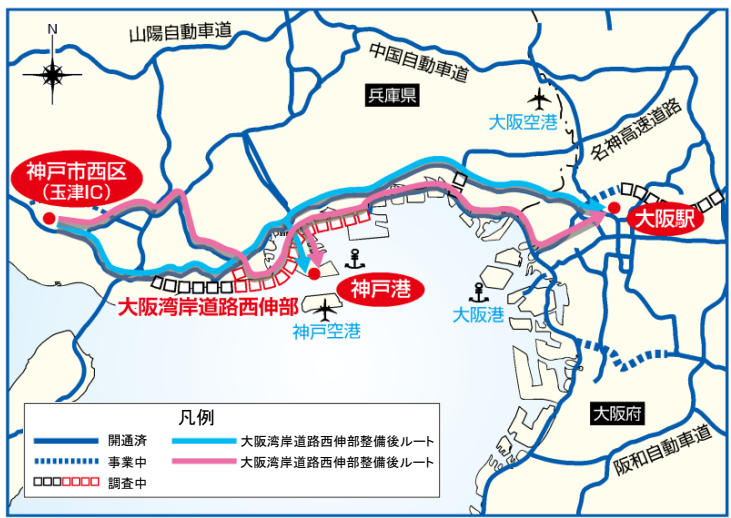 N
山陽自動車道
中国自動車道
兵庫県
大阪空港
名神高速道路
神戸市西区
(玉津IC)
大阪駅
大阪湾岸道路西伸部
神戸港
神戸空港
大阪港
大阪府
阪和自動車道
凡例
開通済
大阪湾岸道路西伸部整備後ルート
事業中
大阪湾岸道路西伸部整備後ルート
調査中